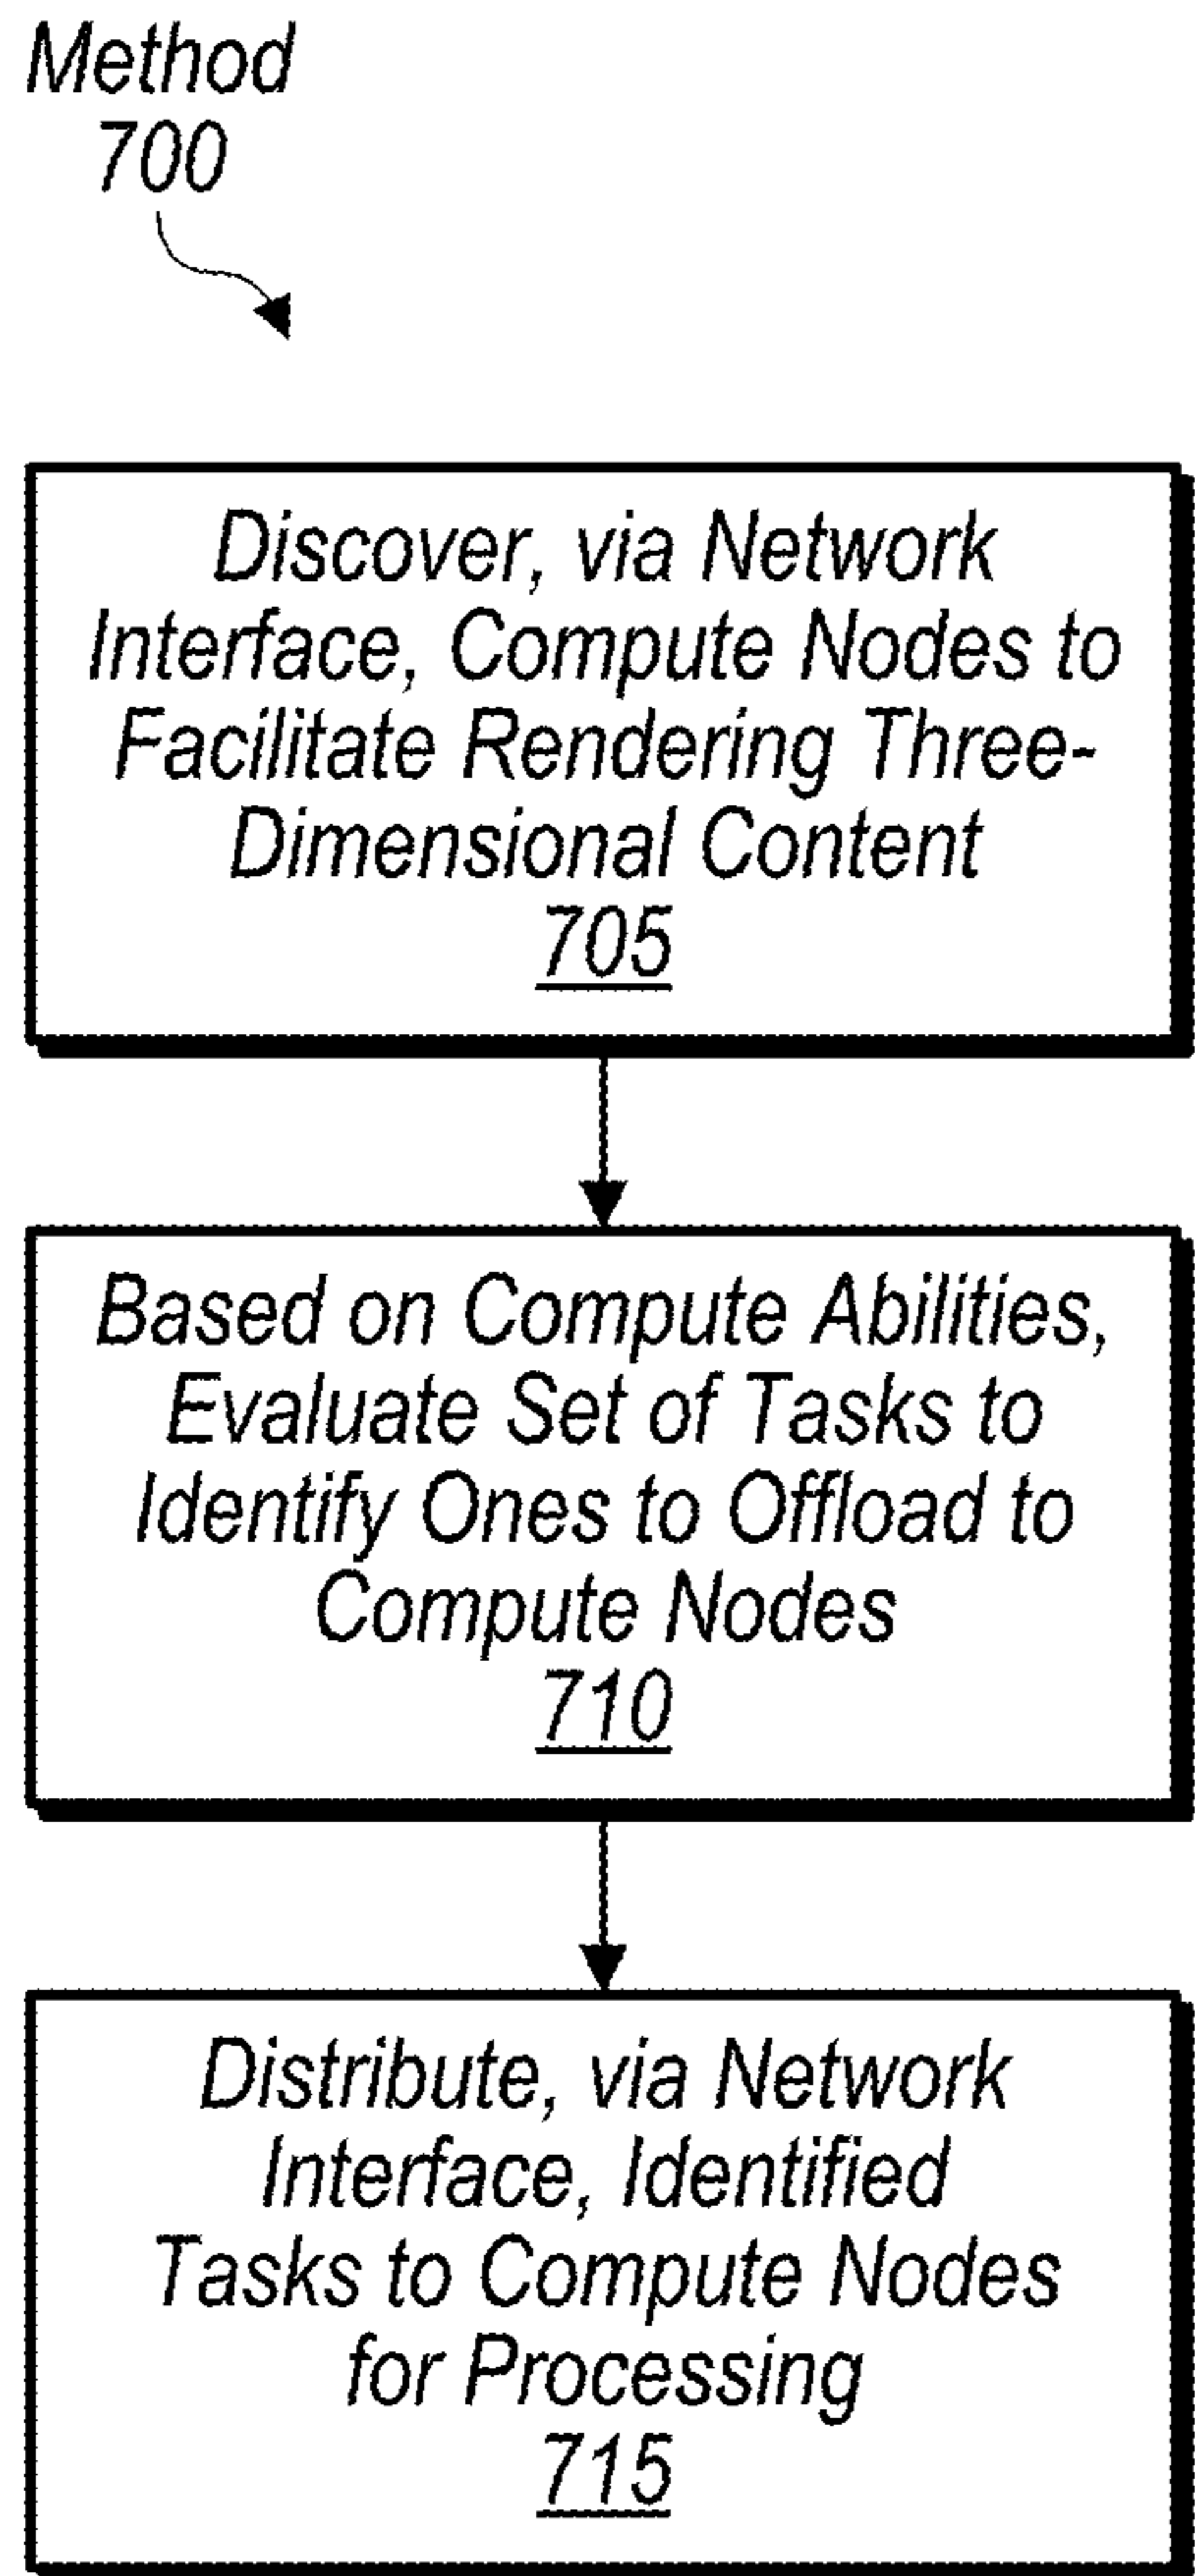 Method
700
Discover, via Network
Interface, Compute Nodes to
Facilitate Rendering Three-
Dimensional Content
705
Based on Compute Abilities,
Evaluate Set of Tasks to
Identify Ones to Offload to
Compute Nodes
710
Distribute, via Network
Interface, Identified
Tasks to Compute Nodes
for Processing
715